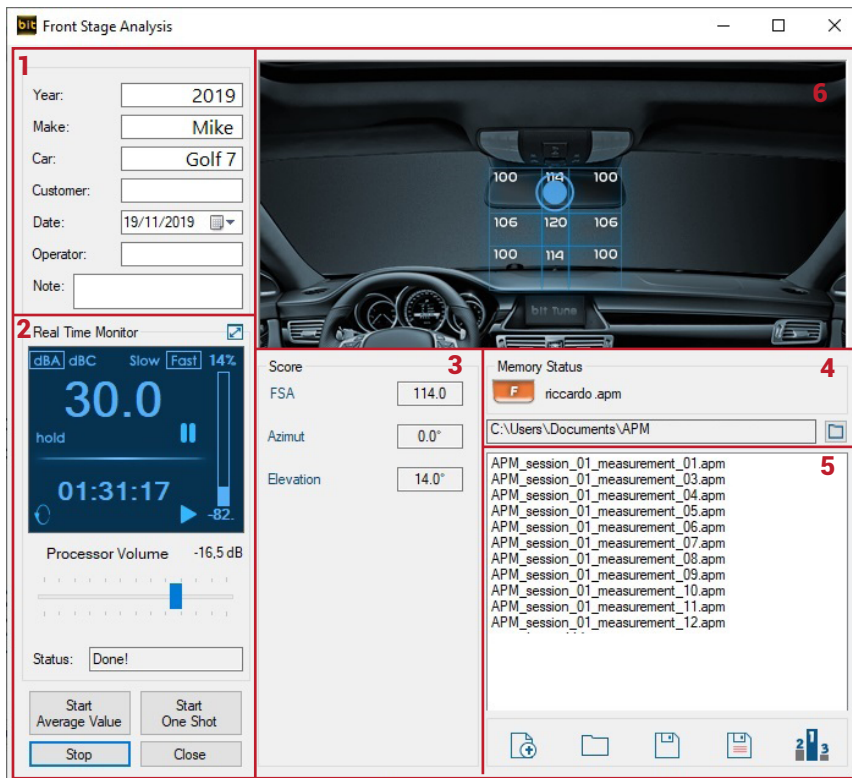 bit Front Stage Analysis
1
Year: 2019
Make: Mike
Car: Golf 7
Customer:
Date: 19/11/2019
Operator:
Note:
6
100 114 100
106 120 106
100 114 100
bit Tune
2 Real Time Monitor
dBA dBC Slow Fast 14%
30.0
hold
01:31:17
-82.
Processor Volume -16,5 dB
Status: Done!
Start Average Value
Start One Shot
Stop Close
Score 3
FSA 114.0
Azimut 0.0°
Elevation 14.0°
Memory Status 4
F riccardo .apm
C:\Users\Documents\APM
5
APM_session_01_measurement_01.apm
APM_session_01_measurement_03.apm
APM_session_01_measurement_04.apm
APM_session_01_measurement_05.apm
APM_session_01_measurement_06.apm
APM_session_01_measurement_07.apm
APM_session_01_measurement_08.apm
APM_session_01_measurement_09.apm
APM_session_01_measurement_10.apm
APM_session_01_measurement_11.apm
APM_session_01_measurement_12.apm
2 1 3